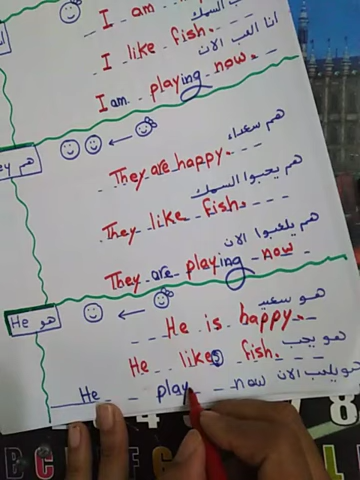 I am
السمك
I like fish.
انا العب الان
I am playing now.
هم
هم سعداء
They are happy.
هم يحبوا السمك
They like fish.
هم يلعبوا الان
They are playing now
هو He
هو سعيد
He is happy.
هو يحب
He likes fish.
هو يلعب الان
He play now